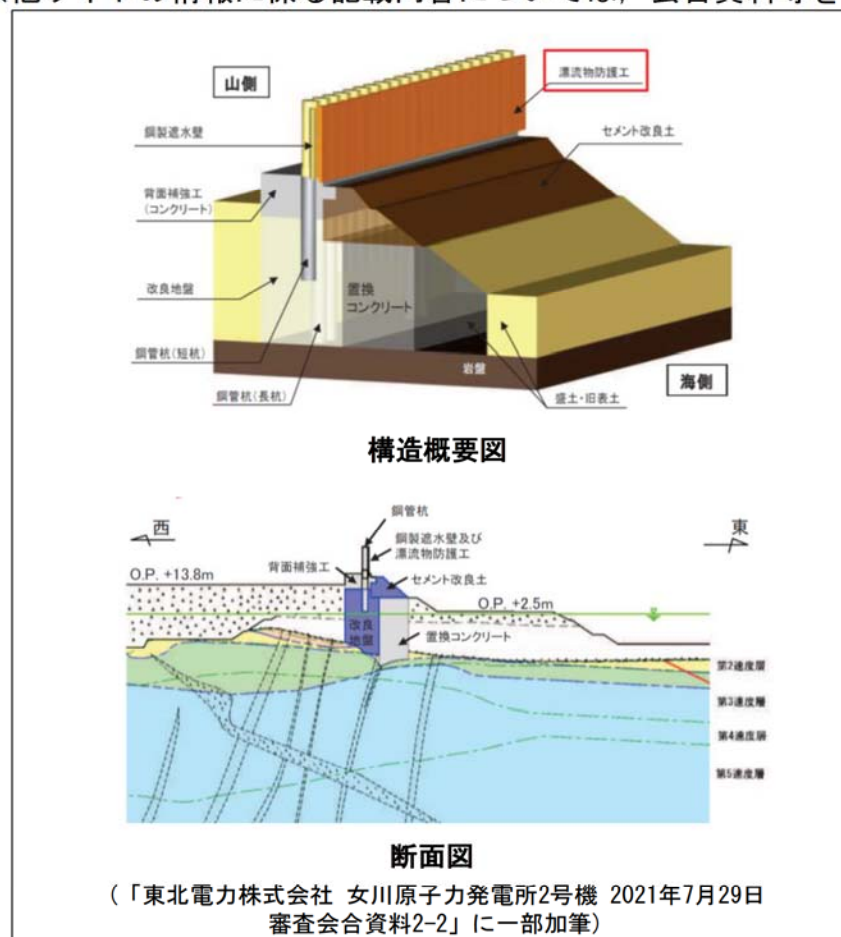 山側
漂流物防護工
鋼製遮水壁
セメント改良土
背面補強工
(コンクリート)
改良地盤
置換
コンクリート
鋼管杭(短杭)
岩盤
海側
鋼管杭(長杭)
盛土・旧表土
構造概要図
鋼管杭
西
鋼製遮水壁及び
漂流物防護工
東
背面補強工
セメント改良土
O.P. +13.8m
O.P. +2.5m
改良
地盤
置換コンクリート
第2速度層
第3速度層
第4速度層
第5速度層
断面図
(「東北電力株式会社 女川原子力発電所2号機 2021年7月29日
審査会合資料2-2」に一部加筆)